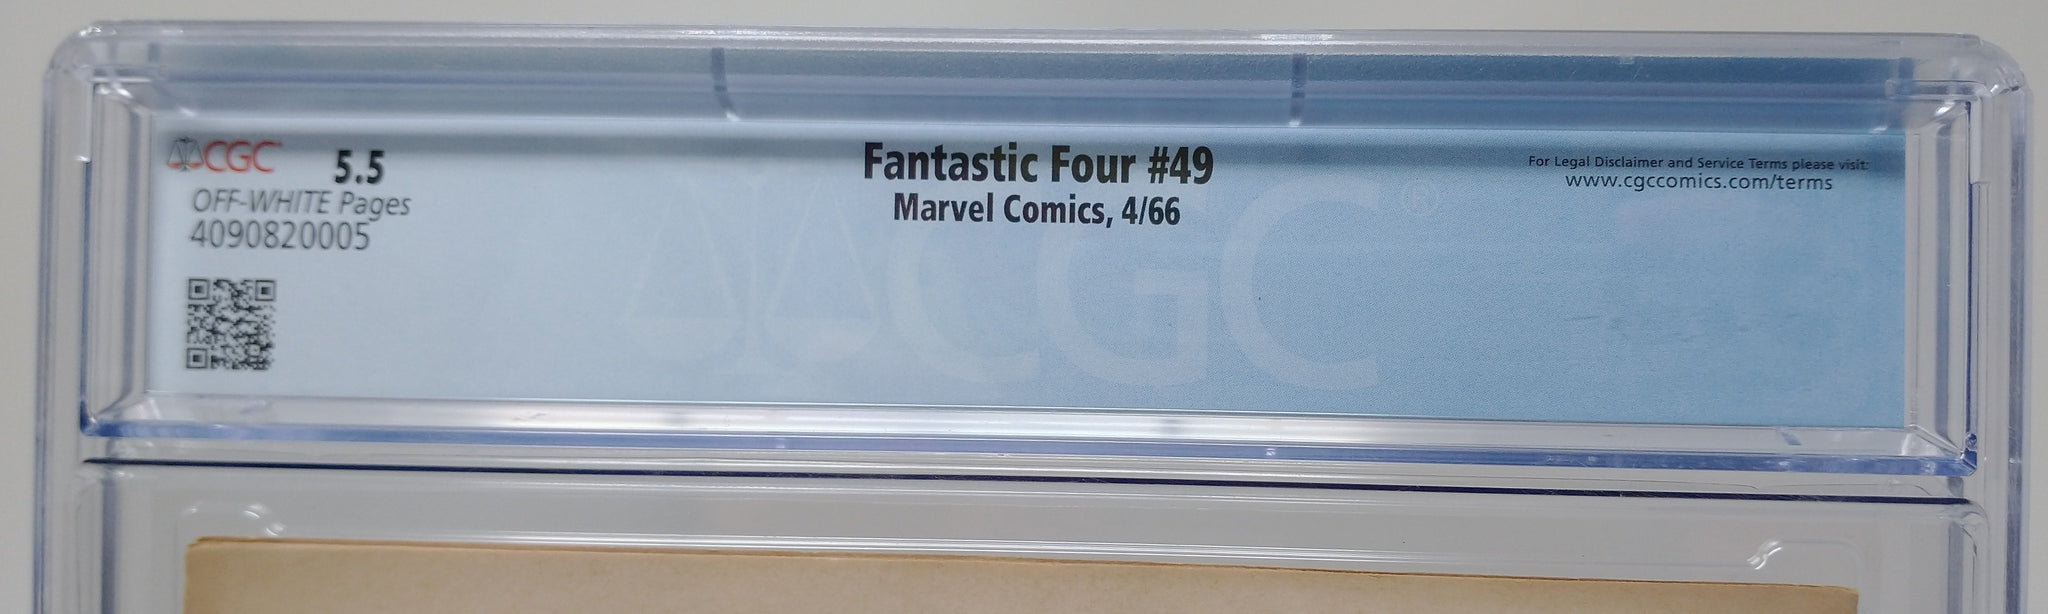 CGC 5.5
OFF-WHITE Pages
4090820005
Fantastic Four #49
Marvel Comics, 4/66
For Legal Disclaimer and Service Terms please visit:
www.cgccomics.com/terms
CGC®